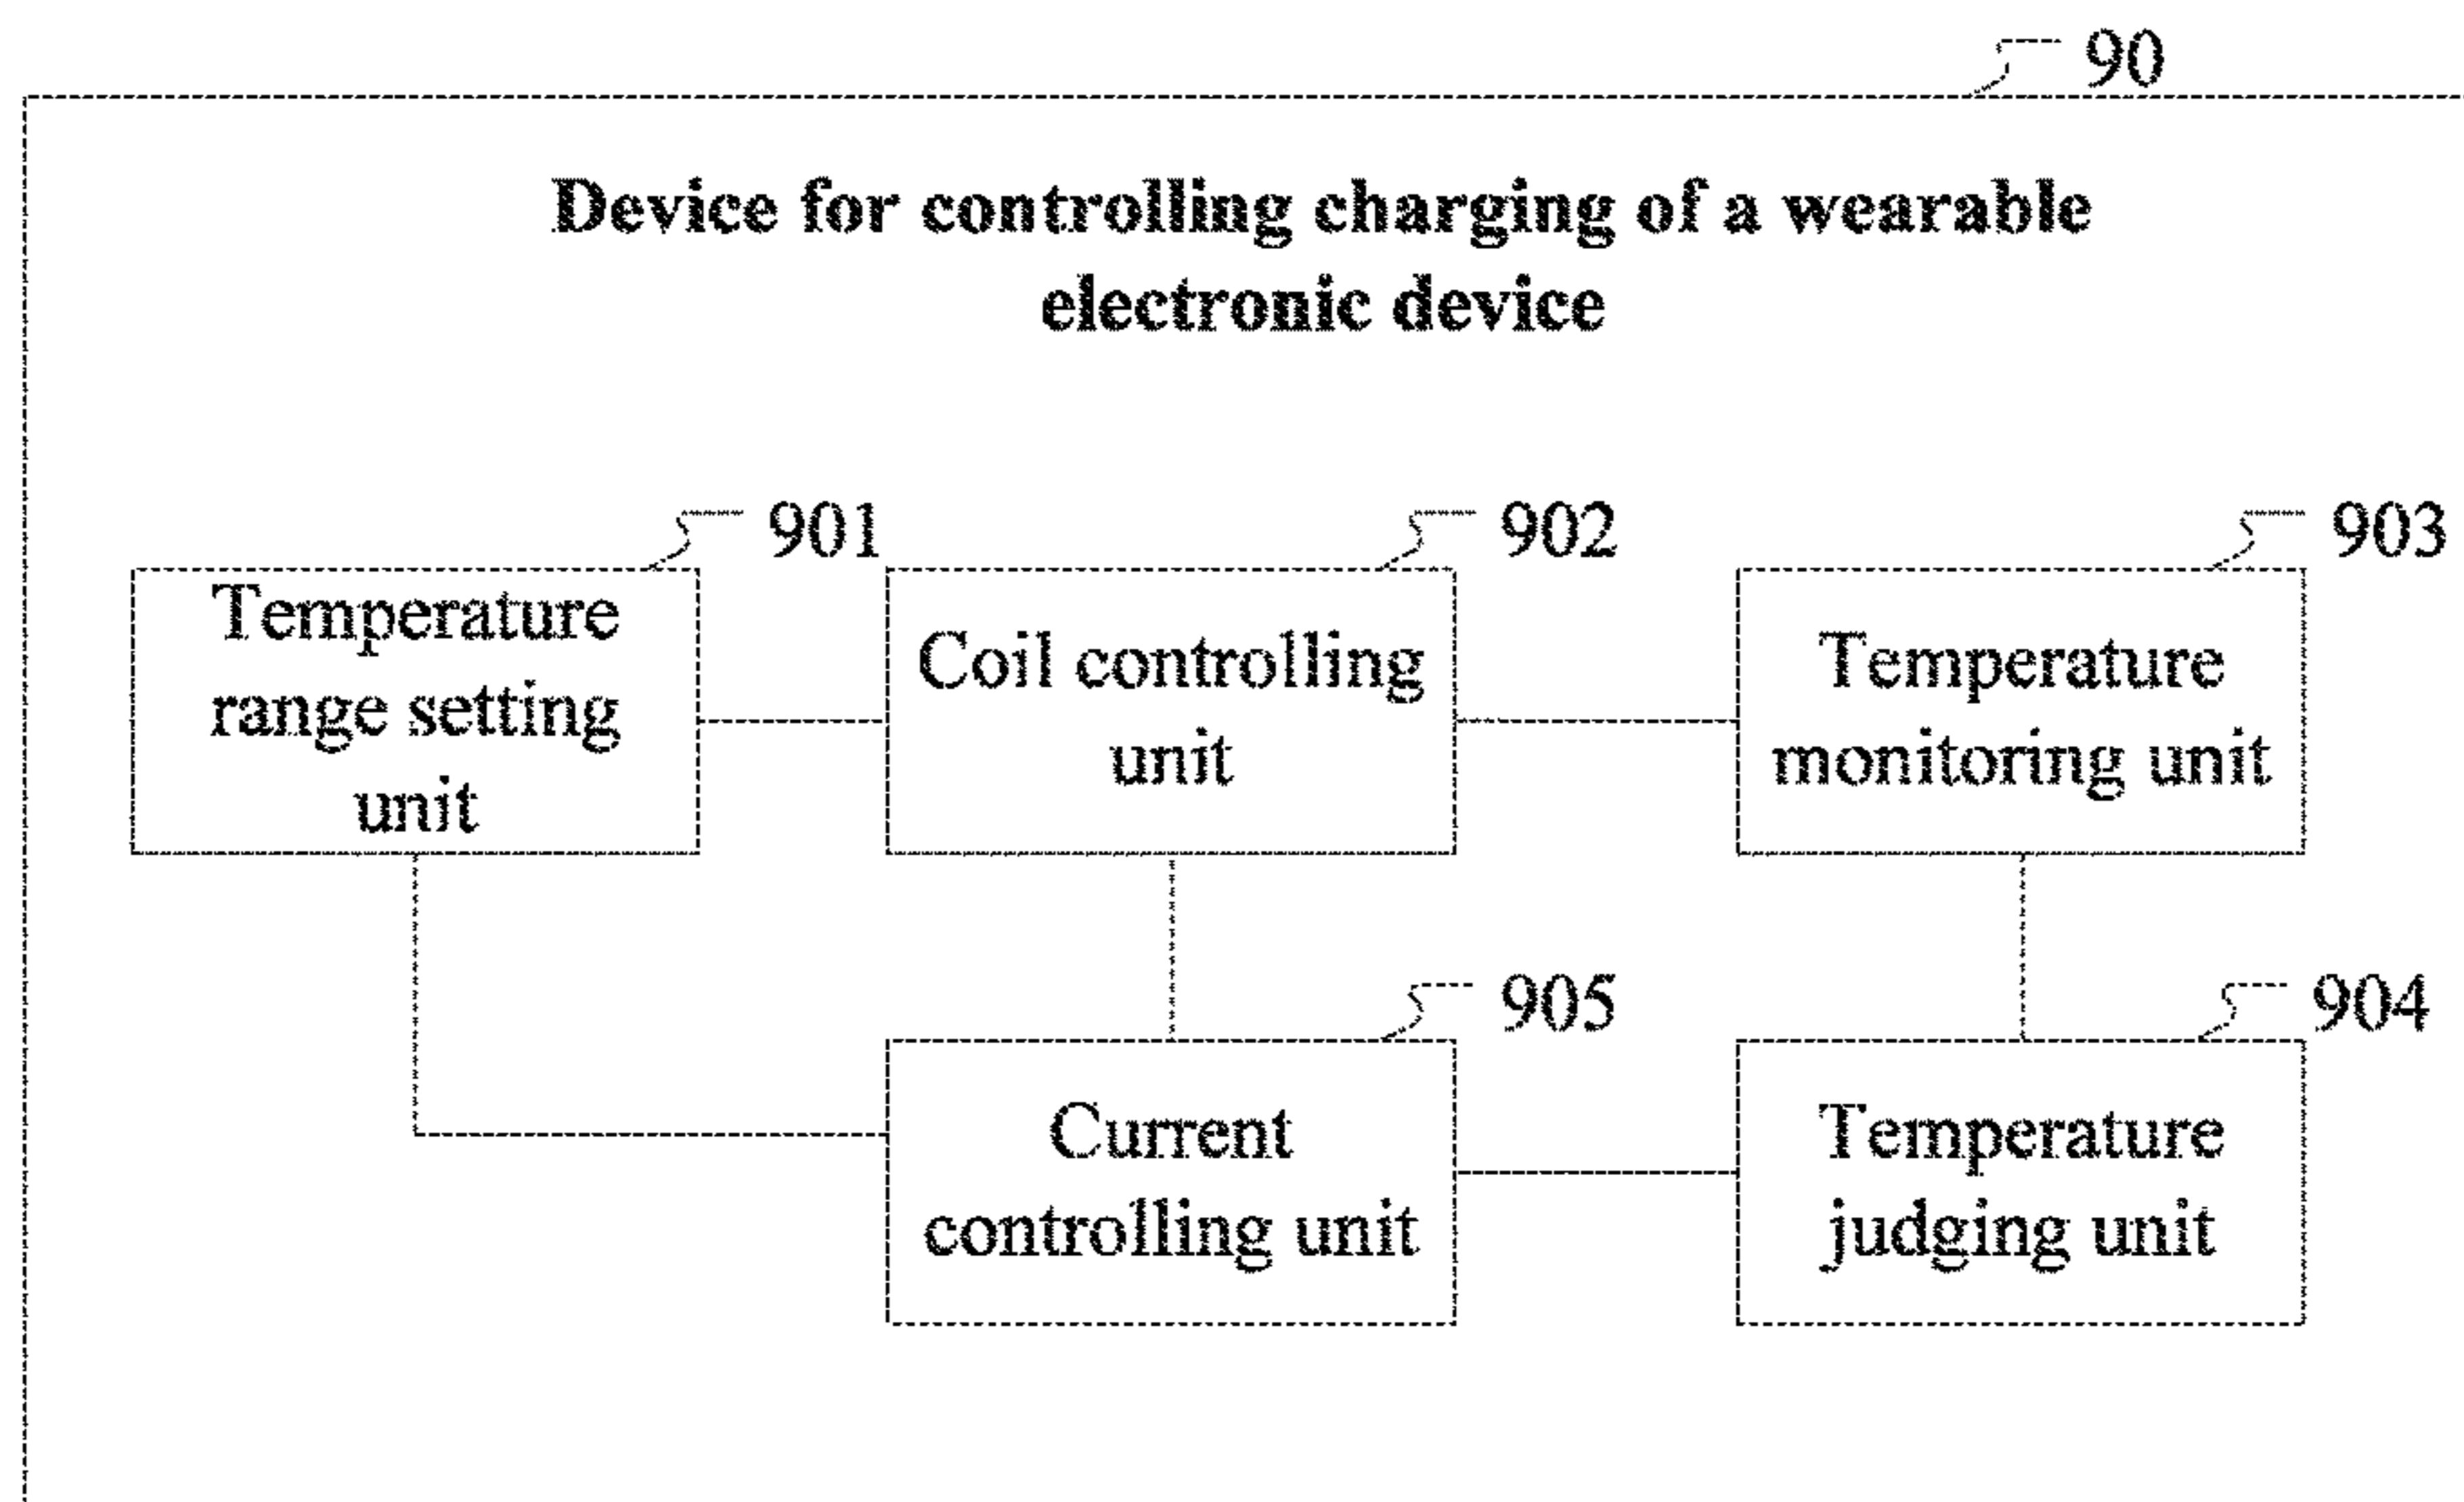 90
Device for controlling charging of a wearable
electronic device
901
Temperature
range setting
unit
902
Coil controlling
unit
903
Temperature
monitoring unit
905
Current
controlling unit
904
Temperature
judging unit